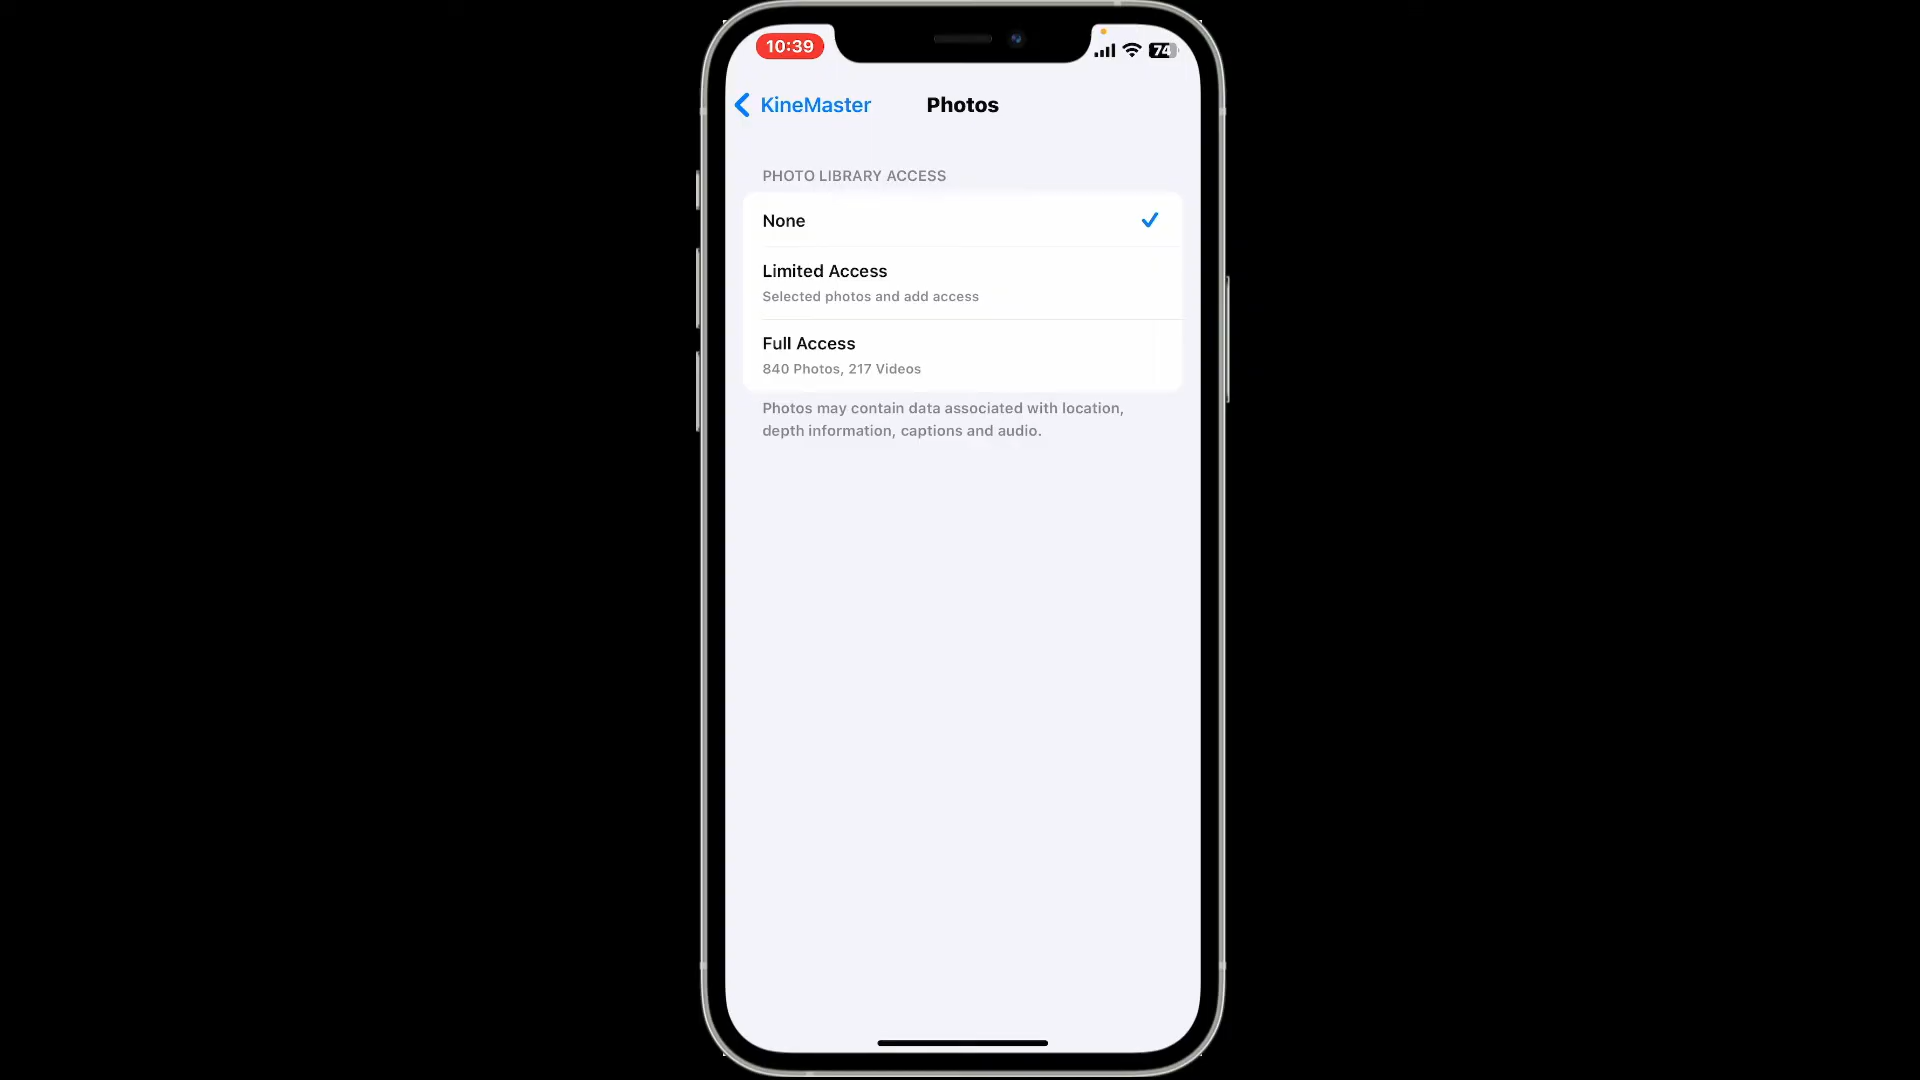 10:39
74
KineMaster
Photos
PHOTO LIBRARY ACCESS
None
Limited Access
Selected photos and add access
Full Access
840 Photos, 217 Videos
Photos may contain data associated with location,
depth information, captions and audio.